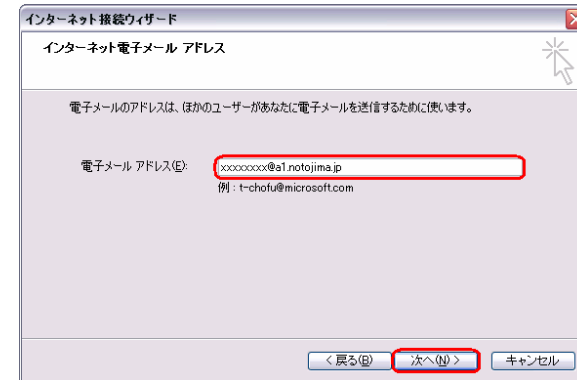 インターネット接続ウィザード
インターネット電子メール アドレス
電子メールのアドレスは、ほかのユーザーがあなたに電子メールを送信するために使います。
電子メール アドレス(E):
xxxxxxxx@a1.notojima.jp
例 : t-chofu@microsoft.com
< 戻る(B) 次へ(N) > キャンセル